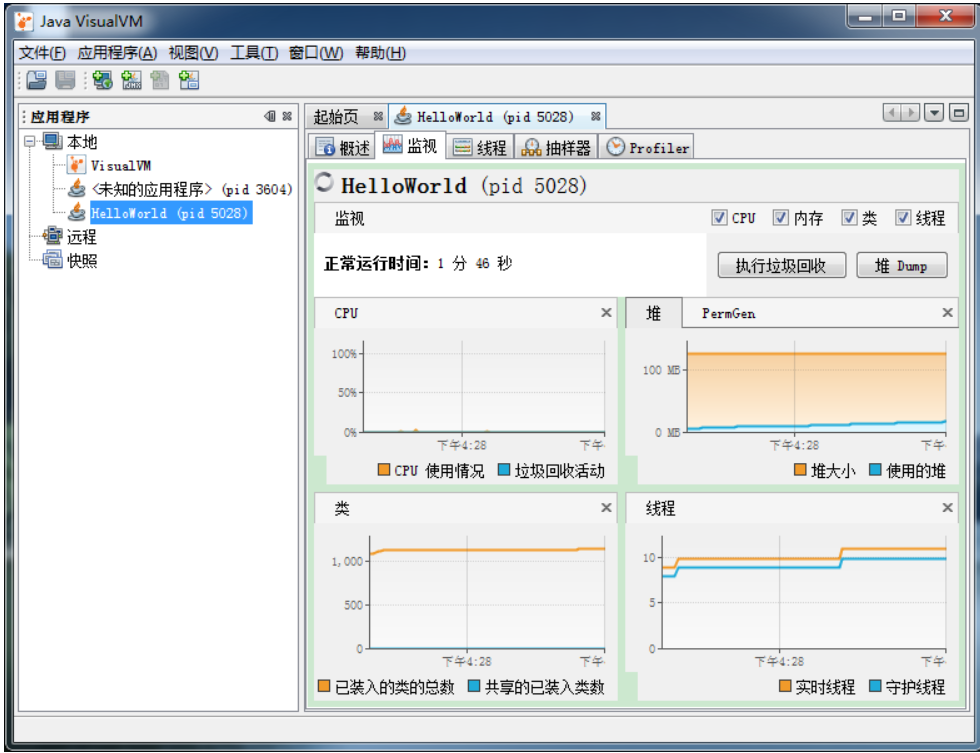 Java VisualVM
文件(F) 应用程序(A) 视图(V) 工具(T) 窗口(W) 帮助(H)
应用程序
本地
VisualVM
<未知的应用程序> (pid 3604)
HelloWorld (pid 5028)
远程
快照
起始页 HelloWorld (pid 5028)
概述 监视 线程 抽样器 Profiler
HelloWorld (pid 5028)
监视 CPU 内存 类 线程
正常运行时间: 1 分 46 秒 执行垃圾回收 堆 Dump
CPU
100%
50%
0%
下午4:28 下午
CPU 使用情况 垃圾回收活动
堆 PermGen
100 MB
0 MB
下午4:28 下午
堆大小 使用的堆
类
1,000
500
0
下午4:28 下午
已装入的类的总数 共享的已装入类数
线程
10
5
0
下午4:28 下午
实时线程 守护线程